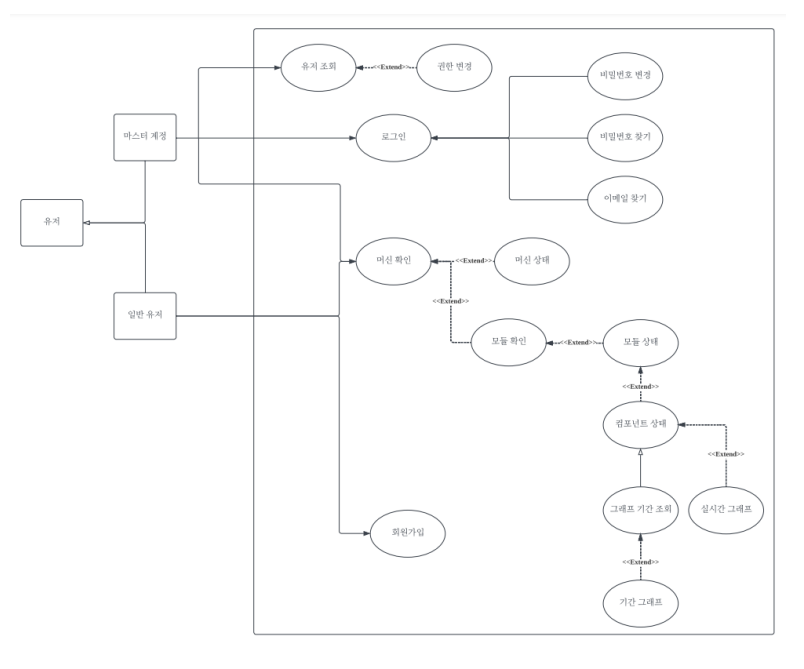 유저 조회
<<Extend>>
권한 변경
비밀번호 변경
마스터 계정
로그인
비밀번호 찾기
이메일 찾기
유저
머신 확인
<<Extend>>
머신 상태
<<Extend>>
일반 유저
모듈 확인
<<Extend>>
모듈 상태
<<Extend>>
컴포넌트 상태
<<Extend>>
그래프 기간 조회
실시간 그래프
회원가입
<<Extend>>
기간 그래프